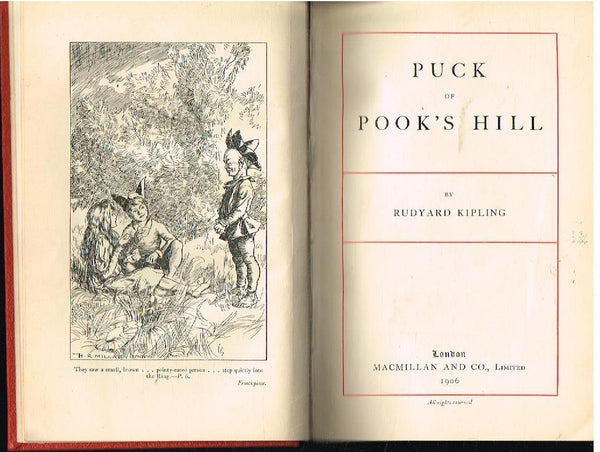 H. R. MILLAR
They saw a small, brown . . . pointy-eared person . . . step quietly into
the Ring.—P. 6.
Frontispiece.
PUCK
OF
POOK'S HILL
BY
RUDYARD KIPLING
London
MACMILLAN AND CO., LIMITED
1906
All rights reserved